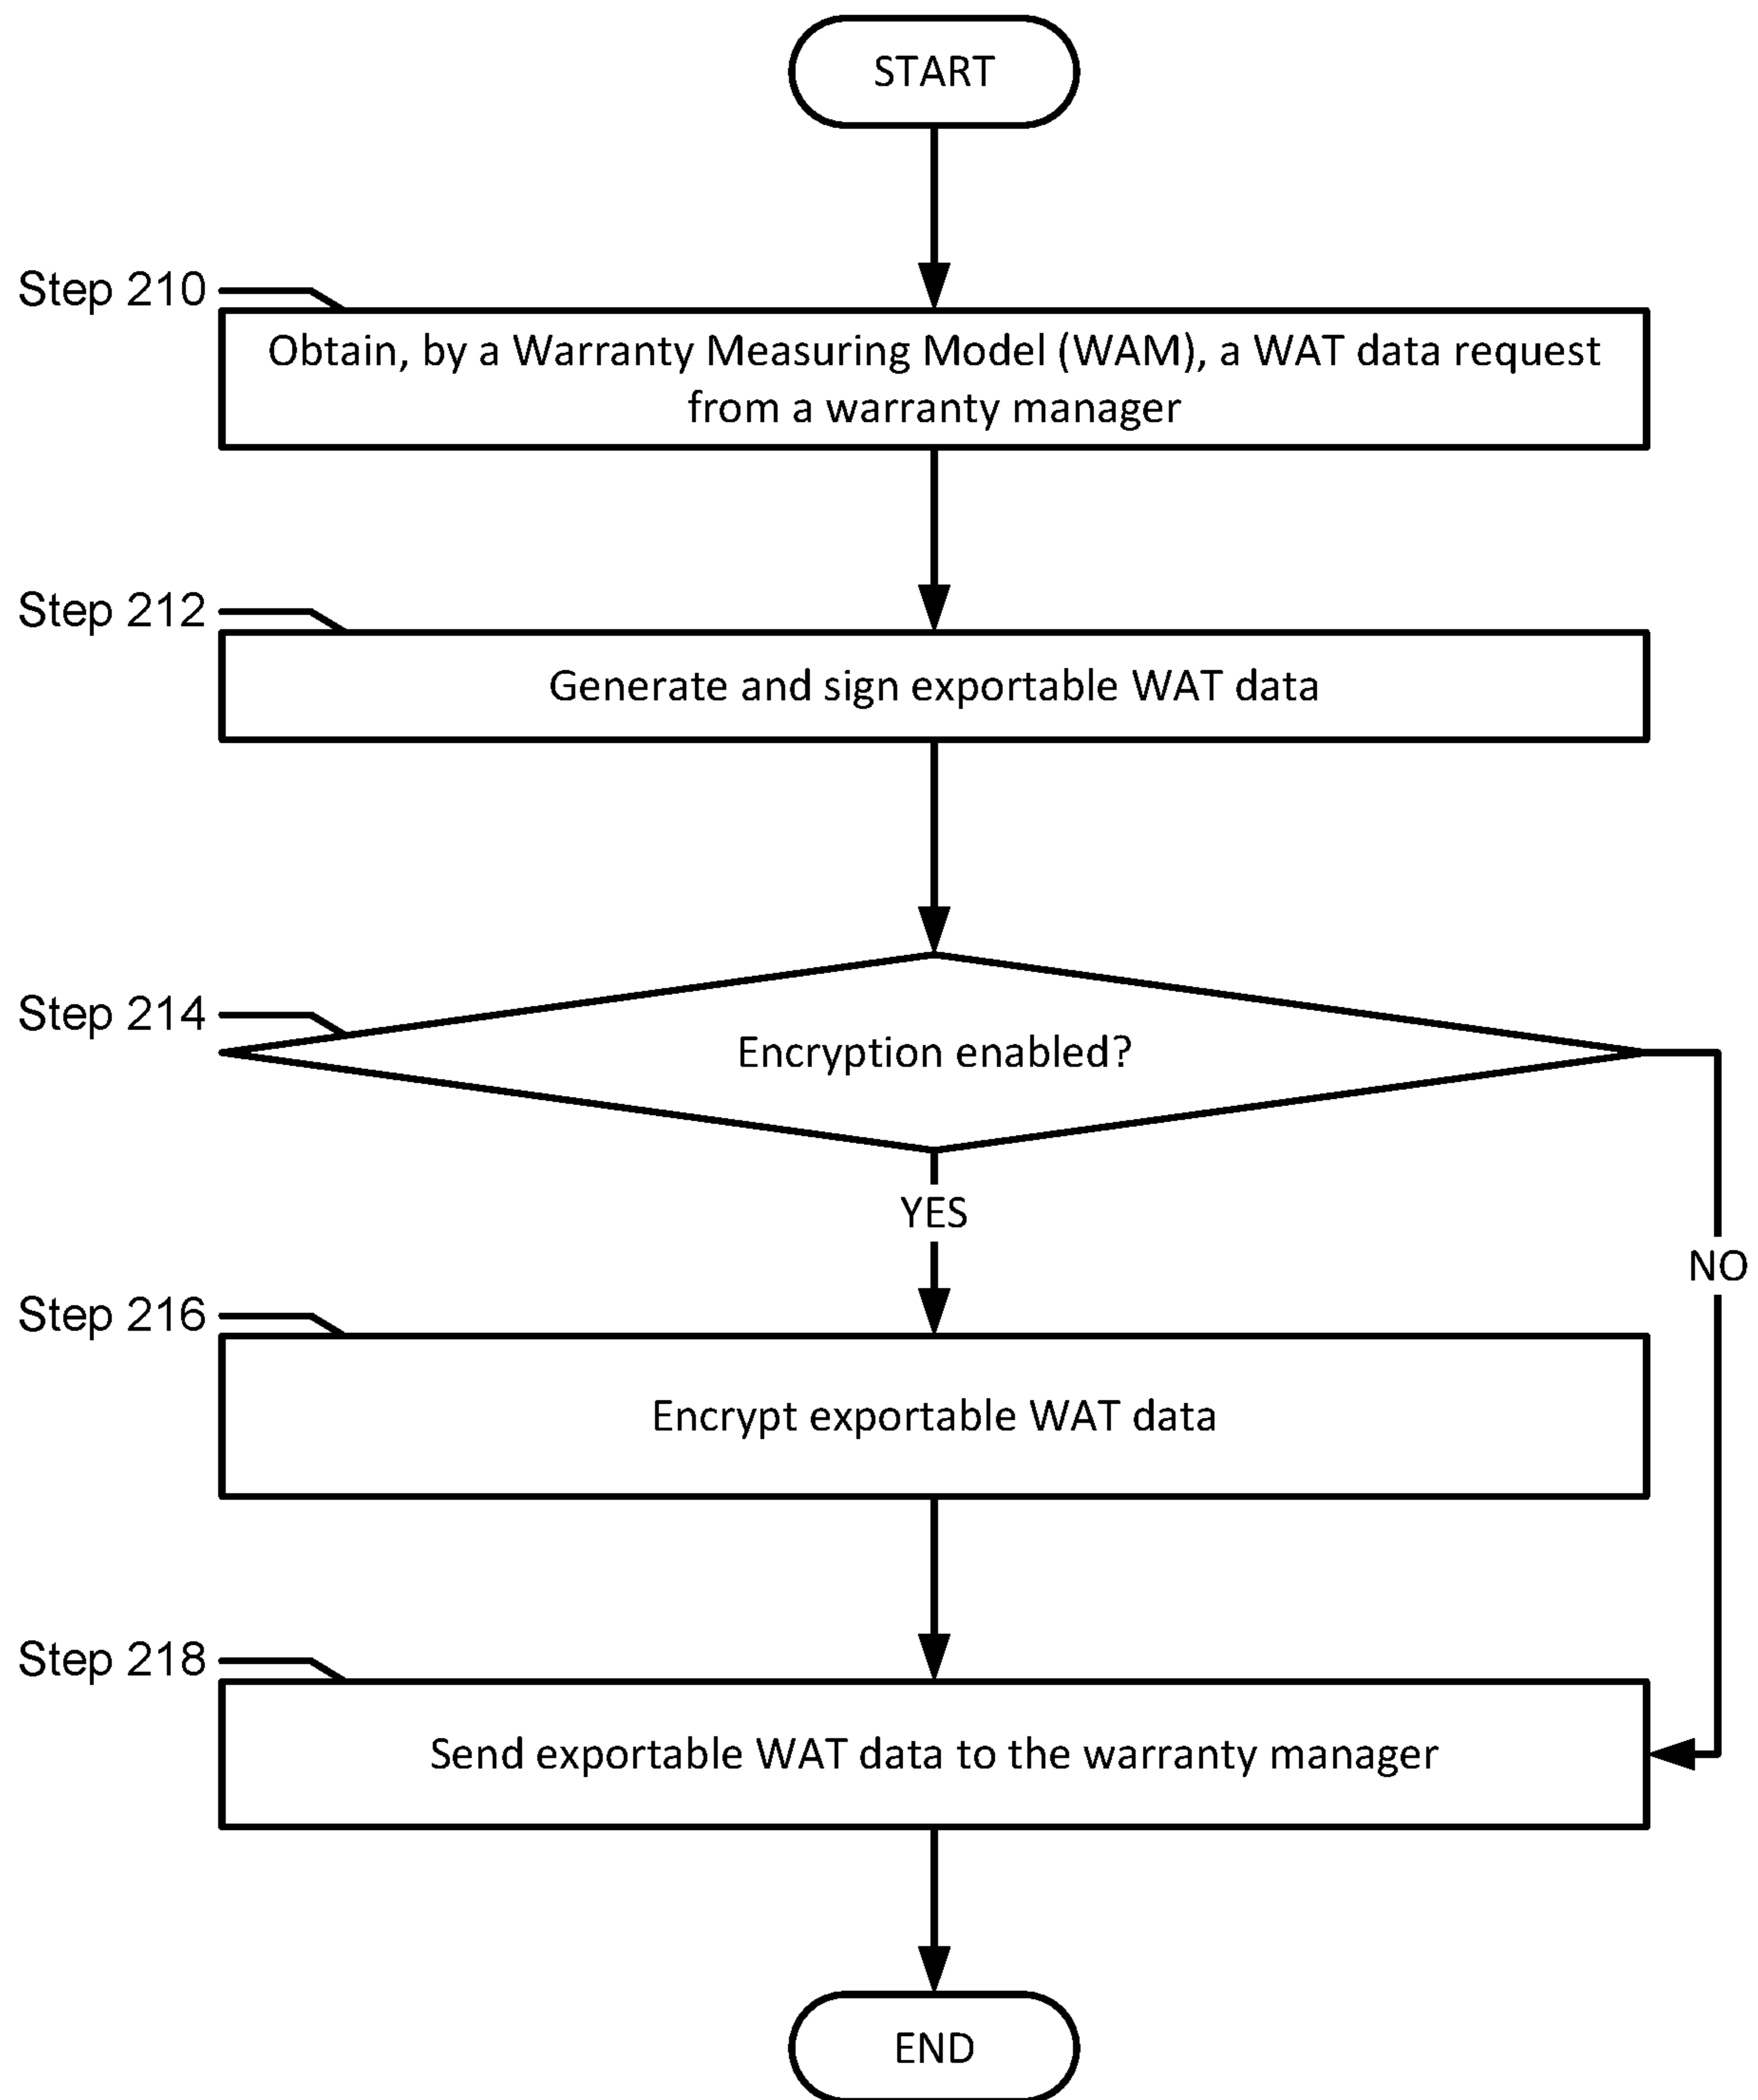 START
Step 210
Obtain, by a Warranty Measuring Model (WAM), a WAT data request
from a warranty manager
Step 212
Generate and sign exportable WAT data
Step 214
Encryption enabled?
YES
NO
Step 216
Encrypt exportable WAT data
Step 218
Send exportable WAT data to the warranty manager
END